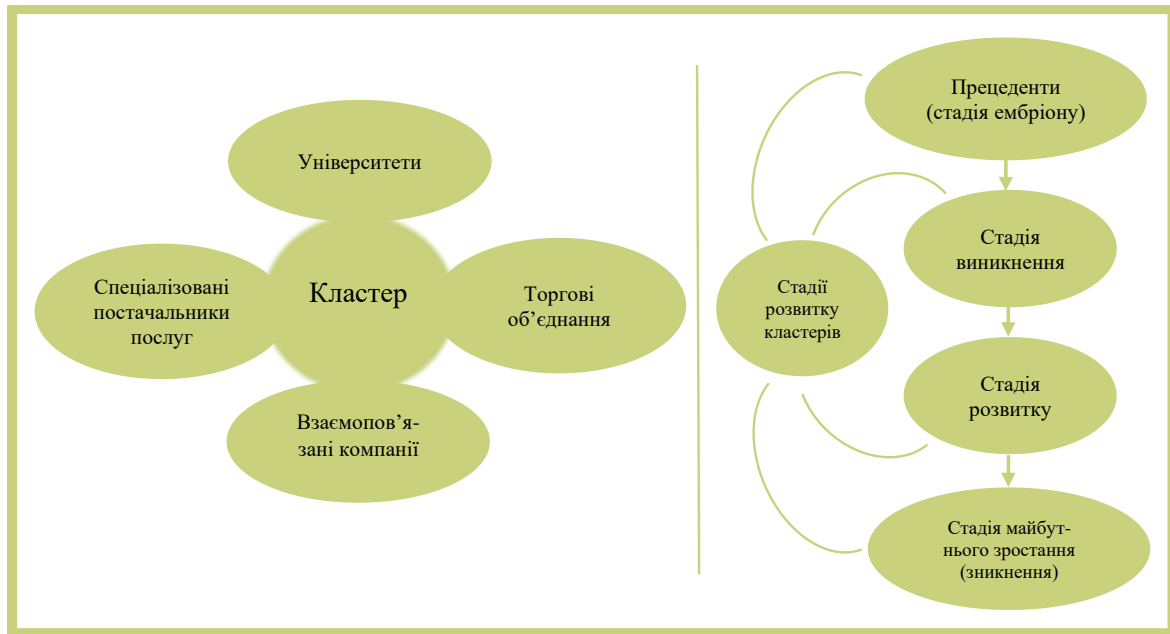 Університети
Спеціалізовані
постачальники
послуг
Кластер
Торгові
об’єднання
Взаємопов’я-
зані компанії
Прецеденти
(стадія ембріону)
Стадія
виникнення
Стадії
розвитку
кластерів
Стадія
розвитку
Стадія майбут-
нього зростання
(зникнення)